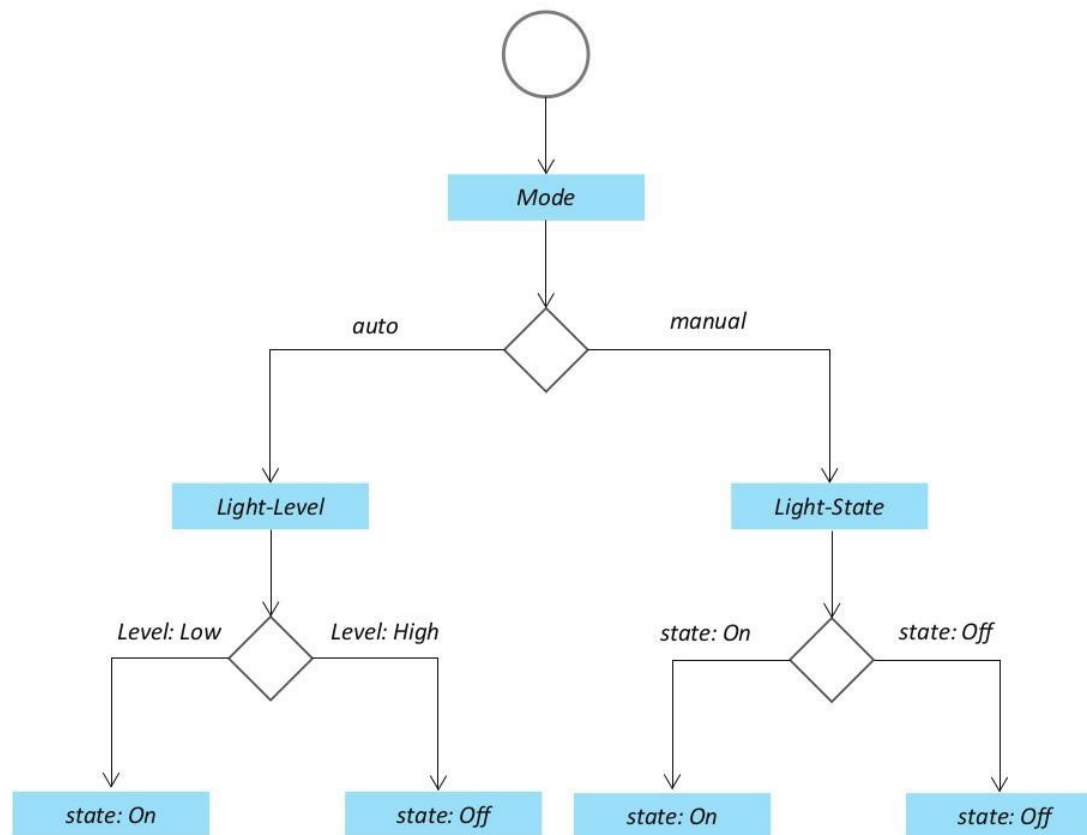 Mode
auto
manual
Light-Level
Light-State
Level: Low
Level: High
state: On
state: Off
state: On
state: Off
state: On
state: Off